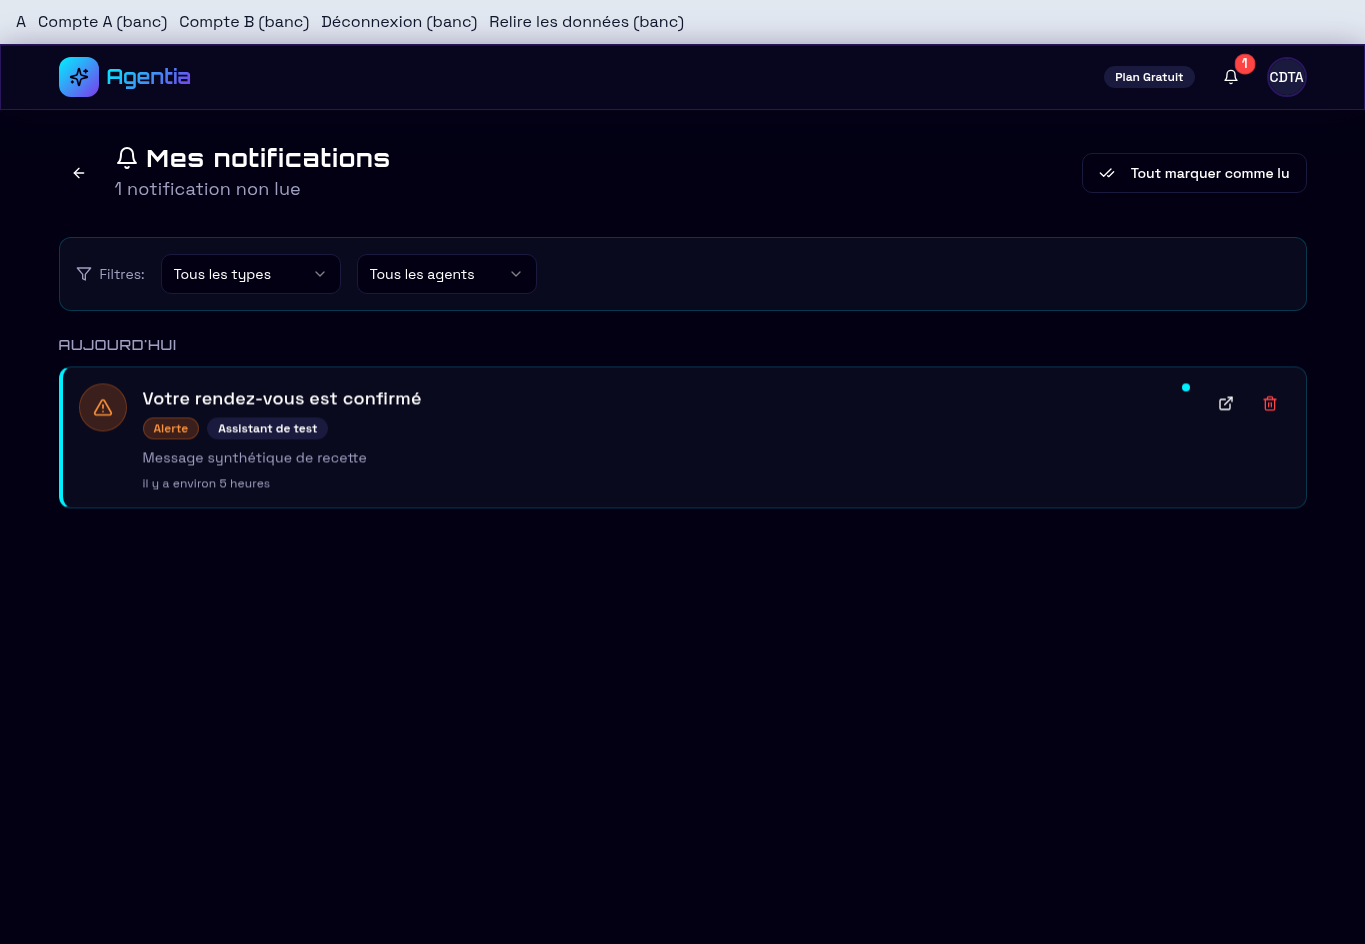 A Compte A (banc) Compte B (banc) Déconnexion (banc) Relire les données (banc)
Agentia
Plan Gratuit
1
CDTA
Mes notifications
1 notification non lue
Tout marquer comme lu
Filtres:
Tous les types
Tous les agents
AUJOURD'HUI
Votre rendez-vous est confirmé
Alerte
Assistant de test
Message synthétique de recette
il y a environ 5 heures